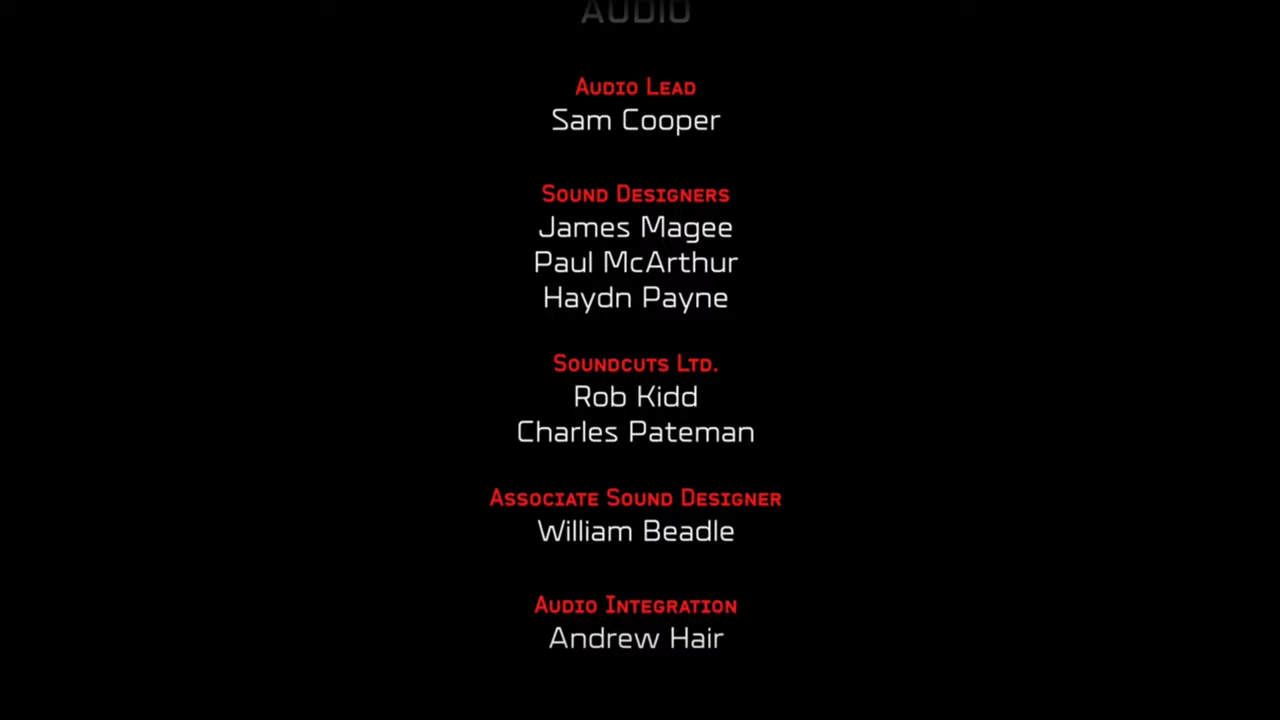 AUDIO
Audio Lead
Sam Cooper
Sound Designers
James Magee
Paul McArthur
Haydn Payne
Soundcuts Ltd.
Rob Kidd
Charles Pateman
Associate Sound Designer
William Beadle
Audio Integration
Andrew Hair